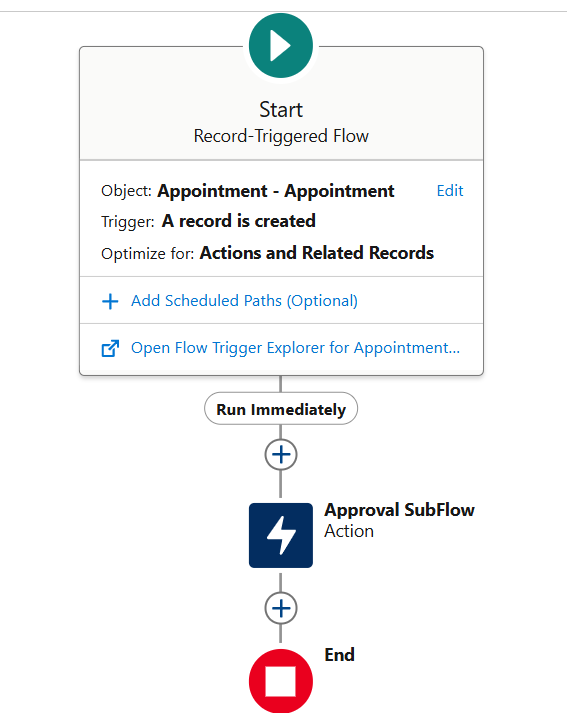 Start
Record-Triggered Flow
Object: Appointment - Appointment Edit
Trigger: A record is created
Optimize for: Actions and Related Records
Add Scheduled Paths (Optional)
Open Flow Trigger Explorer for Appointment...
Run Immediately
Approval SubFlow
Action
End